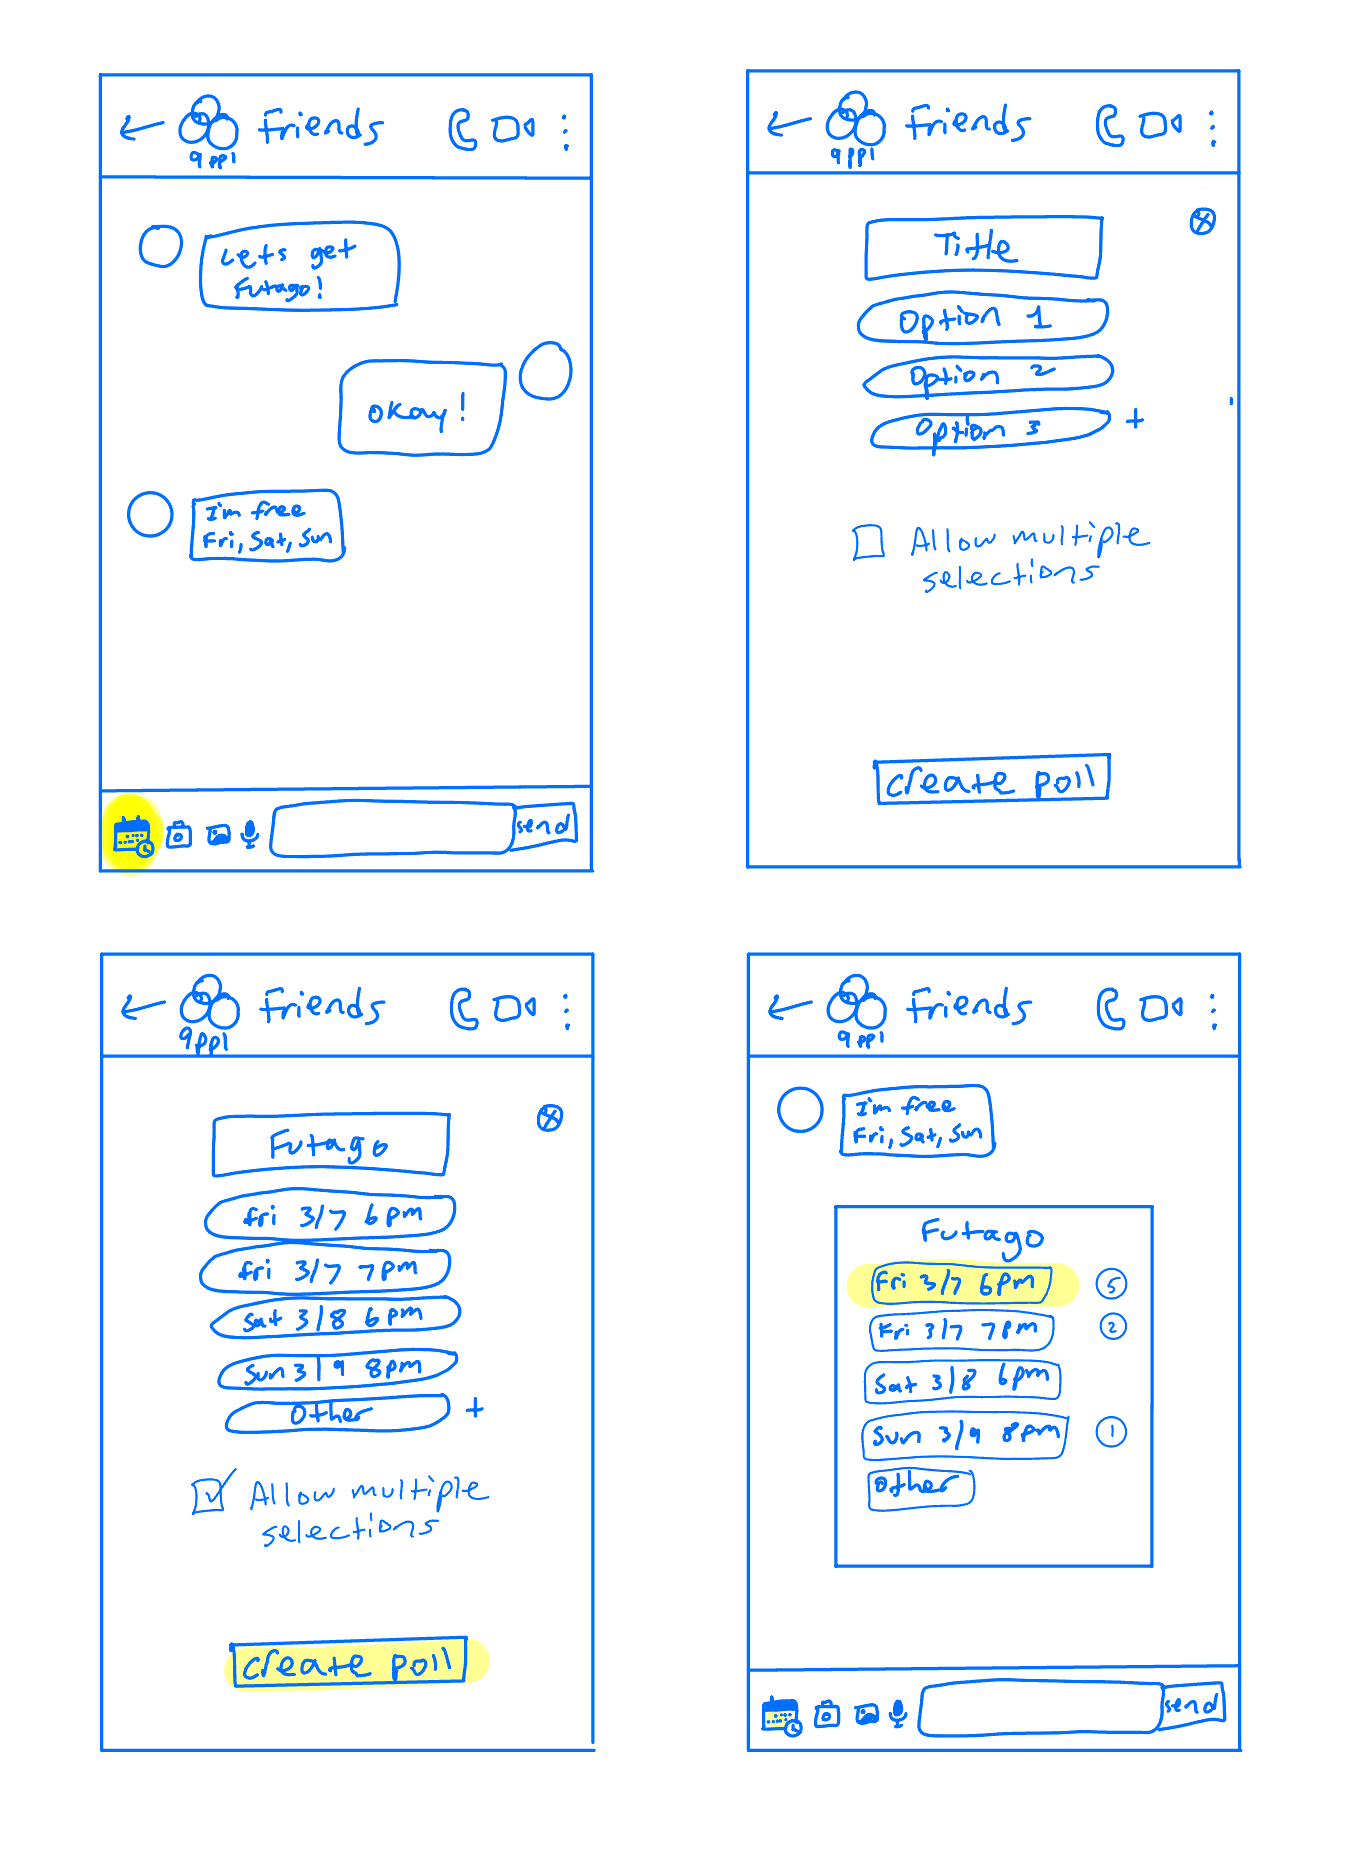 Friends
9 ppl
Lets get
Futago!
okay!
I'm free
Fri, Sat, Sun
send
Friends
9 ppl
Title
Option 1
Option 2
Option 3 +
Allow multiple
selections
create poll
Friends
9 ppl
Futago
fri 3/7 6pm
fri 3/7 7pm
Sat 3/8 6pm
Sun 3/9 8pm
Other +
Allow multiple
selections
create poll
Friends
9 ppl
I'm free
Fri, Sat, Sun
Futago
Fri 3/7 6pm 5
Fri 3/7 7pm 2
Sat 3/8 6pm
Sun 3/9 8pm 1
Other
send